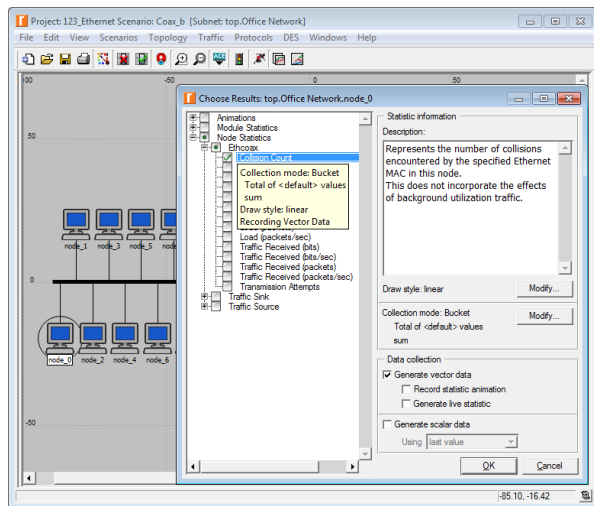 Project: 123_Ethernet Scenario: Coax_b [Subnet: top.Office Network]
File Edit View Scenarios Topology Traffic Protocols DES Windows Help
100 -50 0 50
50
0
-50
node_1 node_3 node_5 node
node_0 node_2 node_4 node_6
Choose Results: top.Office Network.node_0
Animations
Module Statistics
Node Statistics
Ethcoax
Collision Count
Collection mode: Bucket
Total of <default> values
sum
Draw style: linear
Recording Vector Data
Load (packets/sec)
Traffic Received (bits)
Traffic Received (bits/sec)
Traffic Received (packets)
Traffic Received (packets/sec)
Transmission Attempts
Traffic Sink
Traffic Source
Statistic information
Description:
Represents the number of collisions
encountered by the specified Ethernet
MAC in this node.
This does not incorporate the effects
of background utilization traffic.
Draw style: linear Modify...
Collection mode: Bucket Modify...
Total of <default> values
sum
Data collection
Generate vector data
Record statistic animation
Generate live statistic
Generate scalar data
Using last value
OK Cancel
-85.10, -16.42